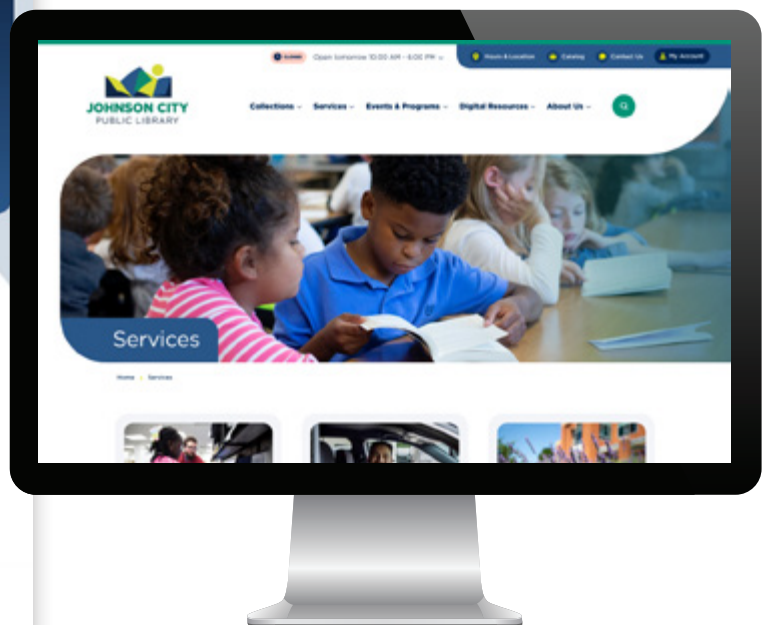 CLOSED Open tomorrow 10:00 AM - 6:00 PM Hours & Location Catalog Contact Us My Account
JOHNSON CITY
PUBLIC LIBRARY
Collections Services Events & Programs Digital Resources About Us
Services
Home Services